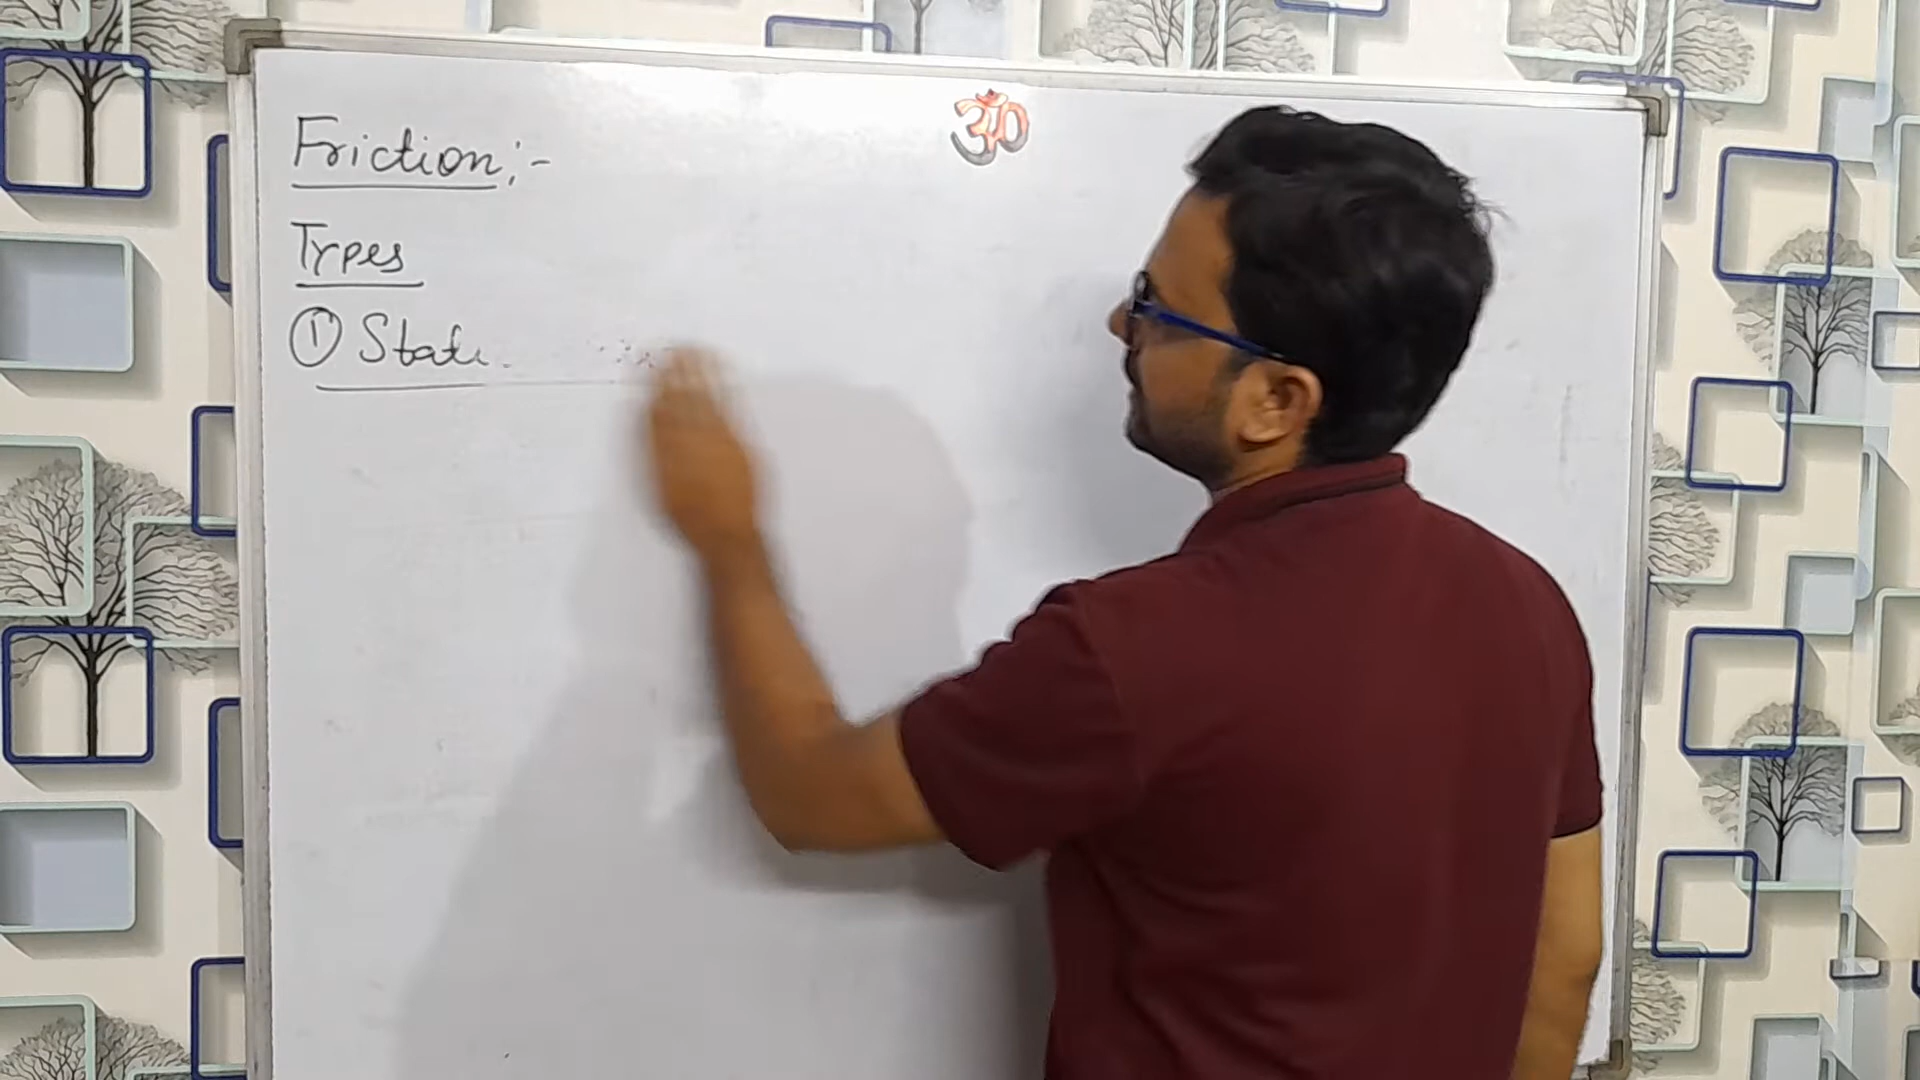 ॐ
Friction :-
Types
① Stati